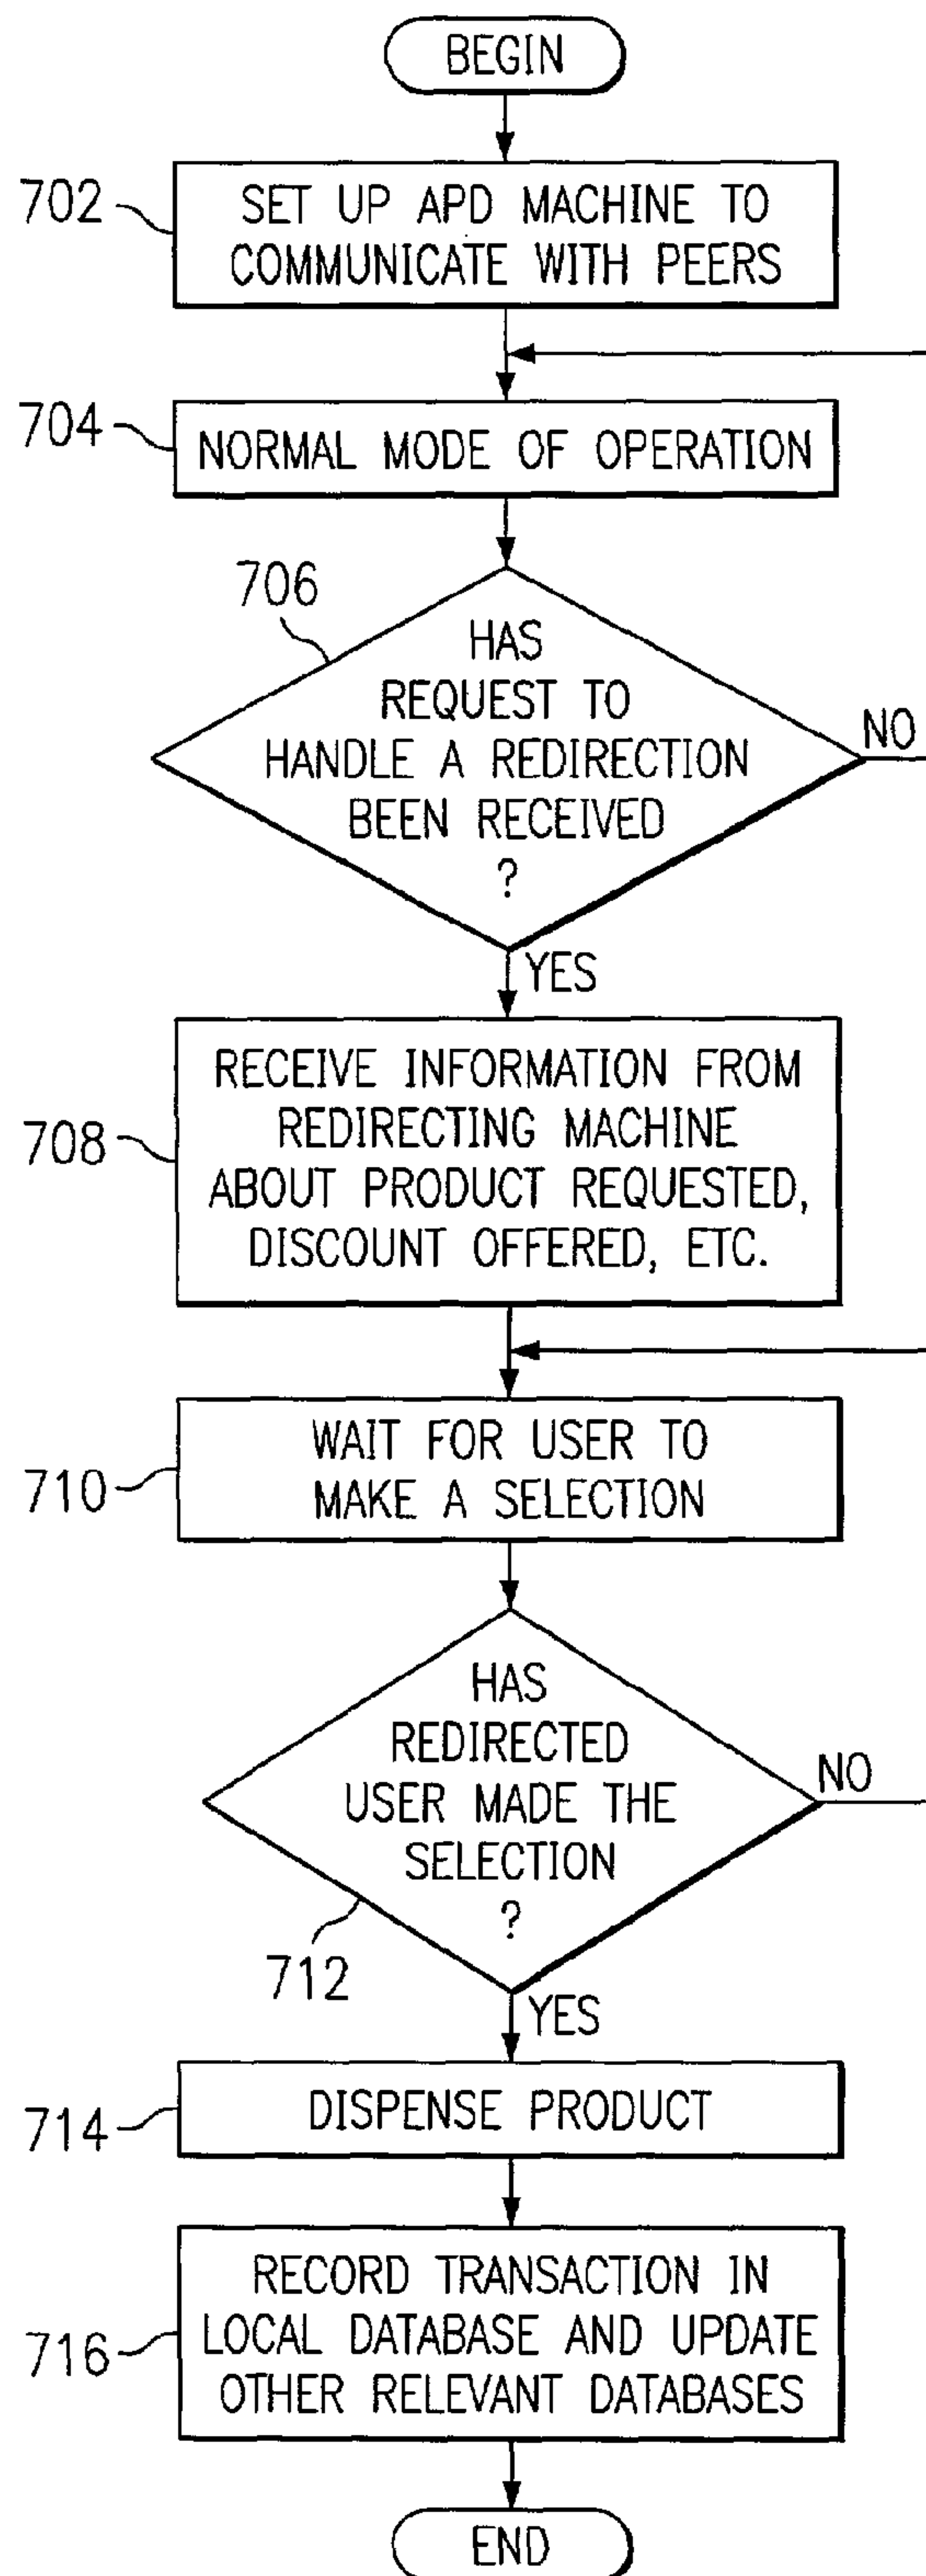 BEGIN
702
SET UP APD MACHINE TO
COMMUNICATE WITH PEERS
704
NORMAL MODE OF OPERATION
706
HAS
REQUEST TO
HANDLE A REDIRECTION
BEEN RECEIVED
?
NO
YES
708
RECEIVE INFORMATION FROM
REDIRECTING MACHINE
ABOUT PRODUCT REQUESTED,
DISCOUNT OFFERED, ETC.
710
WAIT FOR USER TO
MAKE A SELECTION
HAS
REDIRECTED
USER MADE THE
SELECTION
?
NO
712
YES
714
DISPENSE PRODUCT
716
RECORD TRANSACTION IN
LOCAL DATABASE AND UPDATE
OTHER RELEVANT DATABASES
END